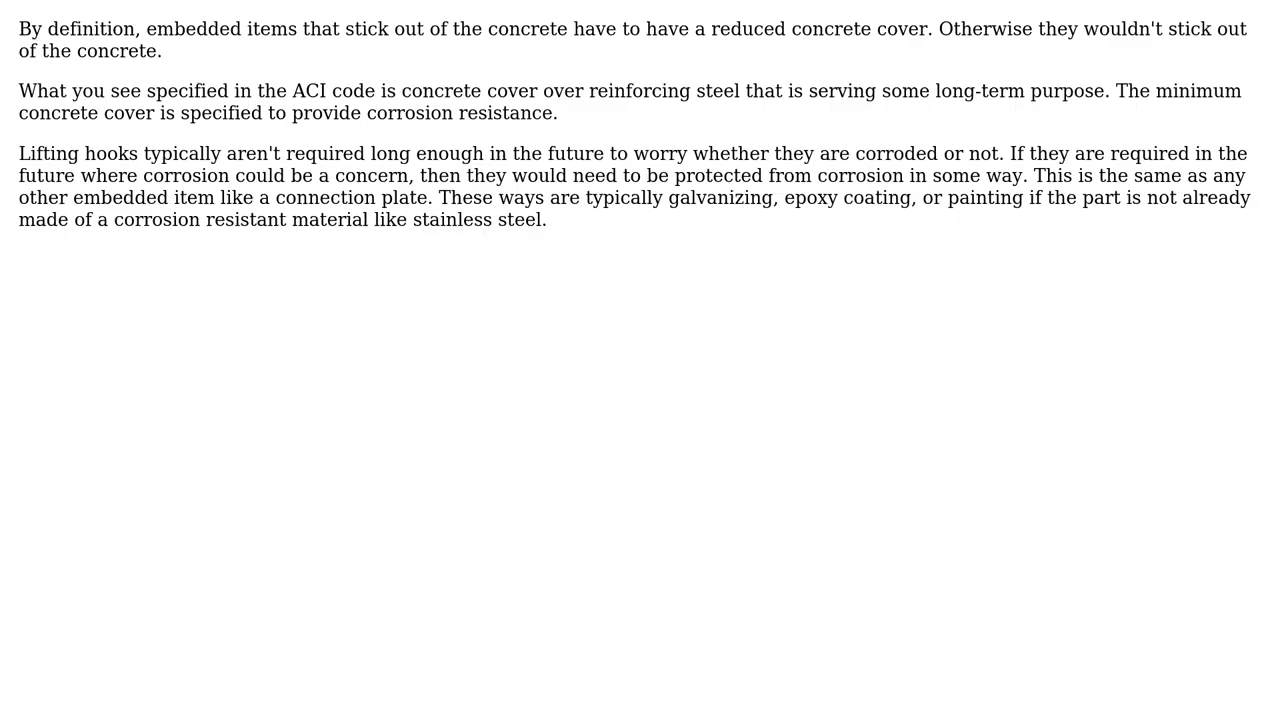 By definition, embedded items that stick out of the concrete have to have a reduced concrete cover. Otherwise they wouldn't stick out
of the concrete.
What you see specified in the ACI code is concrete cover over reinforcing steel that is serving some long-term purpose. The minimum
concrete cover is specified to provide corrosion resistance.
Lifting hooks typically aren't required long enough in the future to worry whether they are corroded or not. If they are required in the
future where corrosion could be a concern, then they would need to be protected from corrosion in some way. This is the same as any
other embedded item like a connection plate. These ways are typically galvanizing, epoxy coating, or painting if the part is not already
made of a corrosion resistant material like stainless steel.